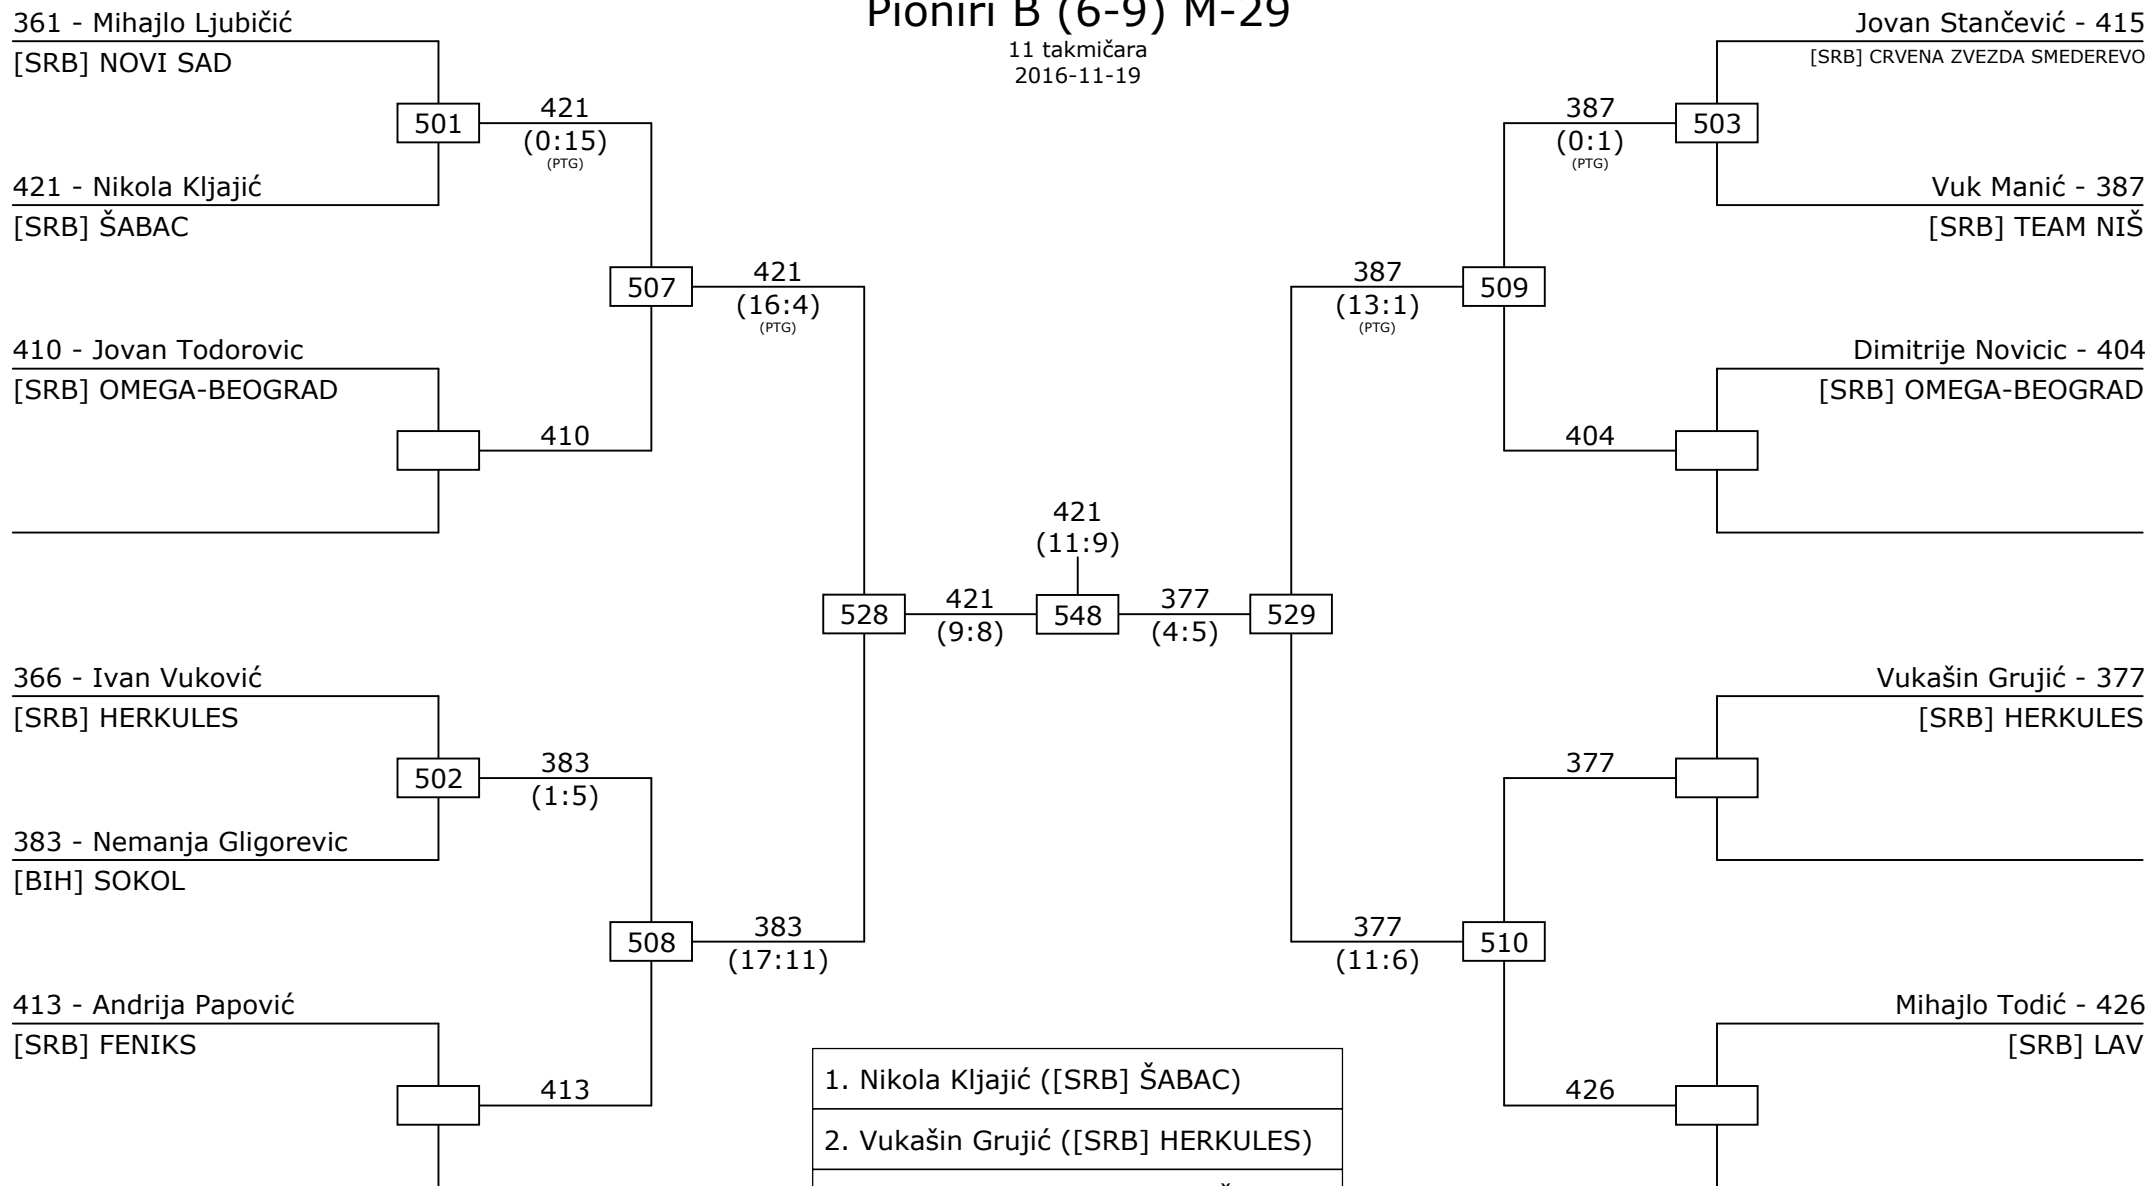 Pioniri B (6-9) M-29
11 takmičara
2016-11-19
361 - Mihajlo Ljubičić
[SRB] NOVI SAD
501
421
(0:15)
(PTG)
421 - Nikola Kljajić
[SRB] ŠABAC
507
421
(16:4)
(PTG)
410 - Jovan Todorovic
[SRB] OMEGA-BEOGRAD
410
528
421
(9:8)
421
(11:9)
548
377
(4:5)
529
366 - Ivan Vuković
[SRB] HERKULES
502
383
(1:5)
383 - Nemanja Gligorevic
[BIH] SOKOL
508
383
(17:11)
413 - Andrija Papović
[SRB] FENIKS
413
Jovan Stančević - 415
[SRB] CRVENA ZVEZDA SMEDEREVO
387
(0:1)
(PTG)
503
Vuk Manić - 387
[SRB] TEAM NIŠ
387
(13:1)
(PTG)
509
Dimitrije Novicic - 404
[SRB] OMEGA-BEOGRAD
404
Vukašin Grujić - 377
[SRB] HERKULES
377
377
(11:6)
510
Mihajlo Todić - 426
[SRB] LAV
426
1. Nikola Kljajić ([SRB] ŠABAC)
2. Vukašin Grujić ([SRB] HERKULES)